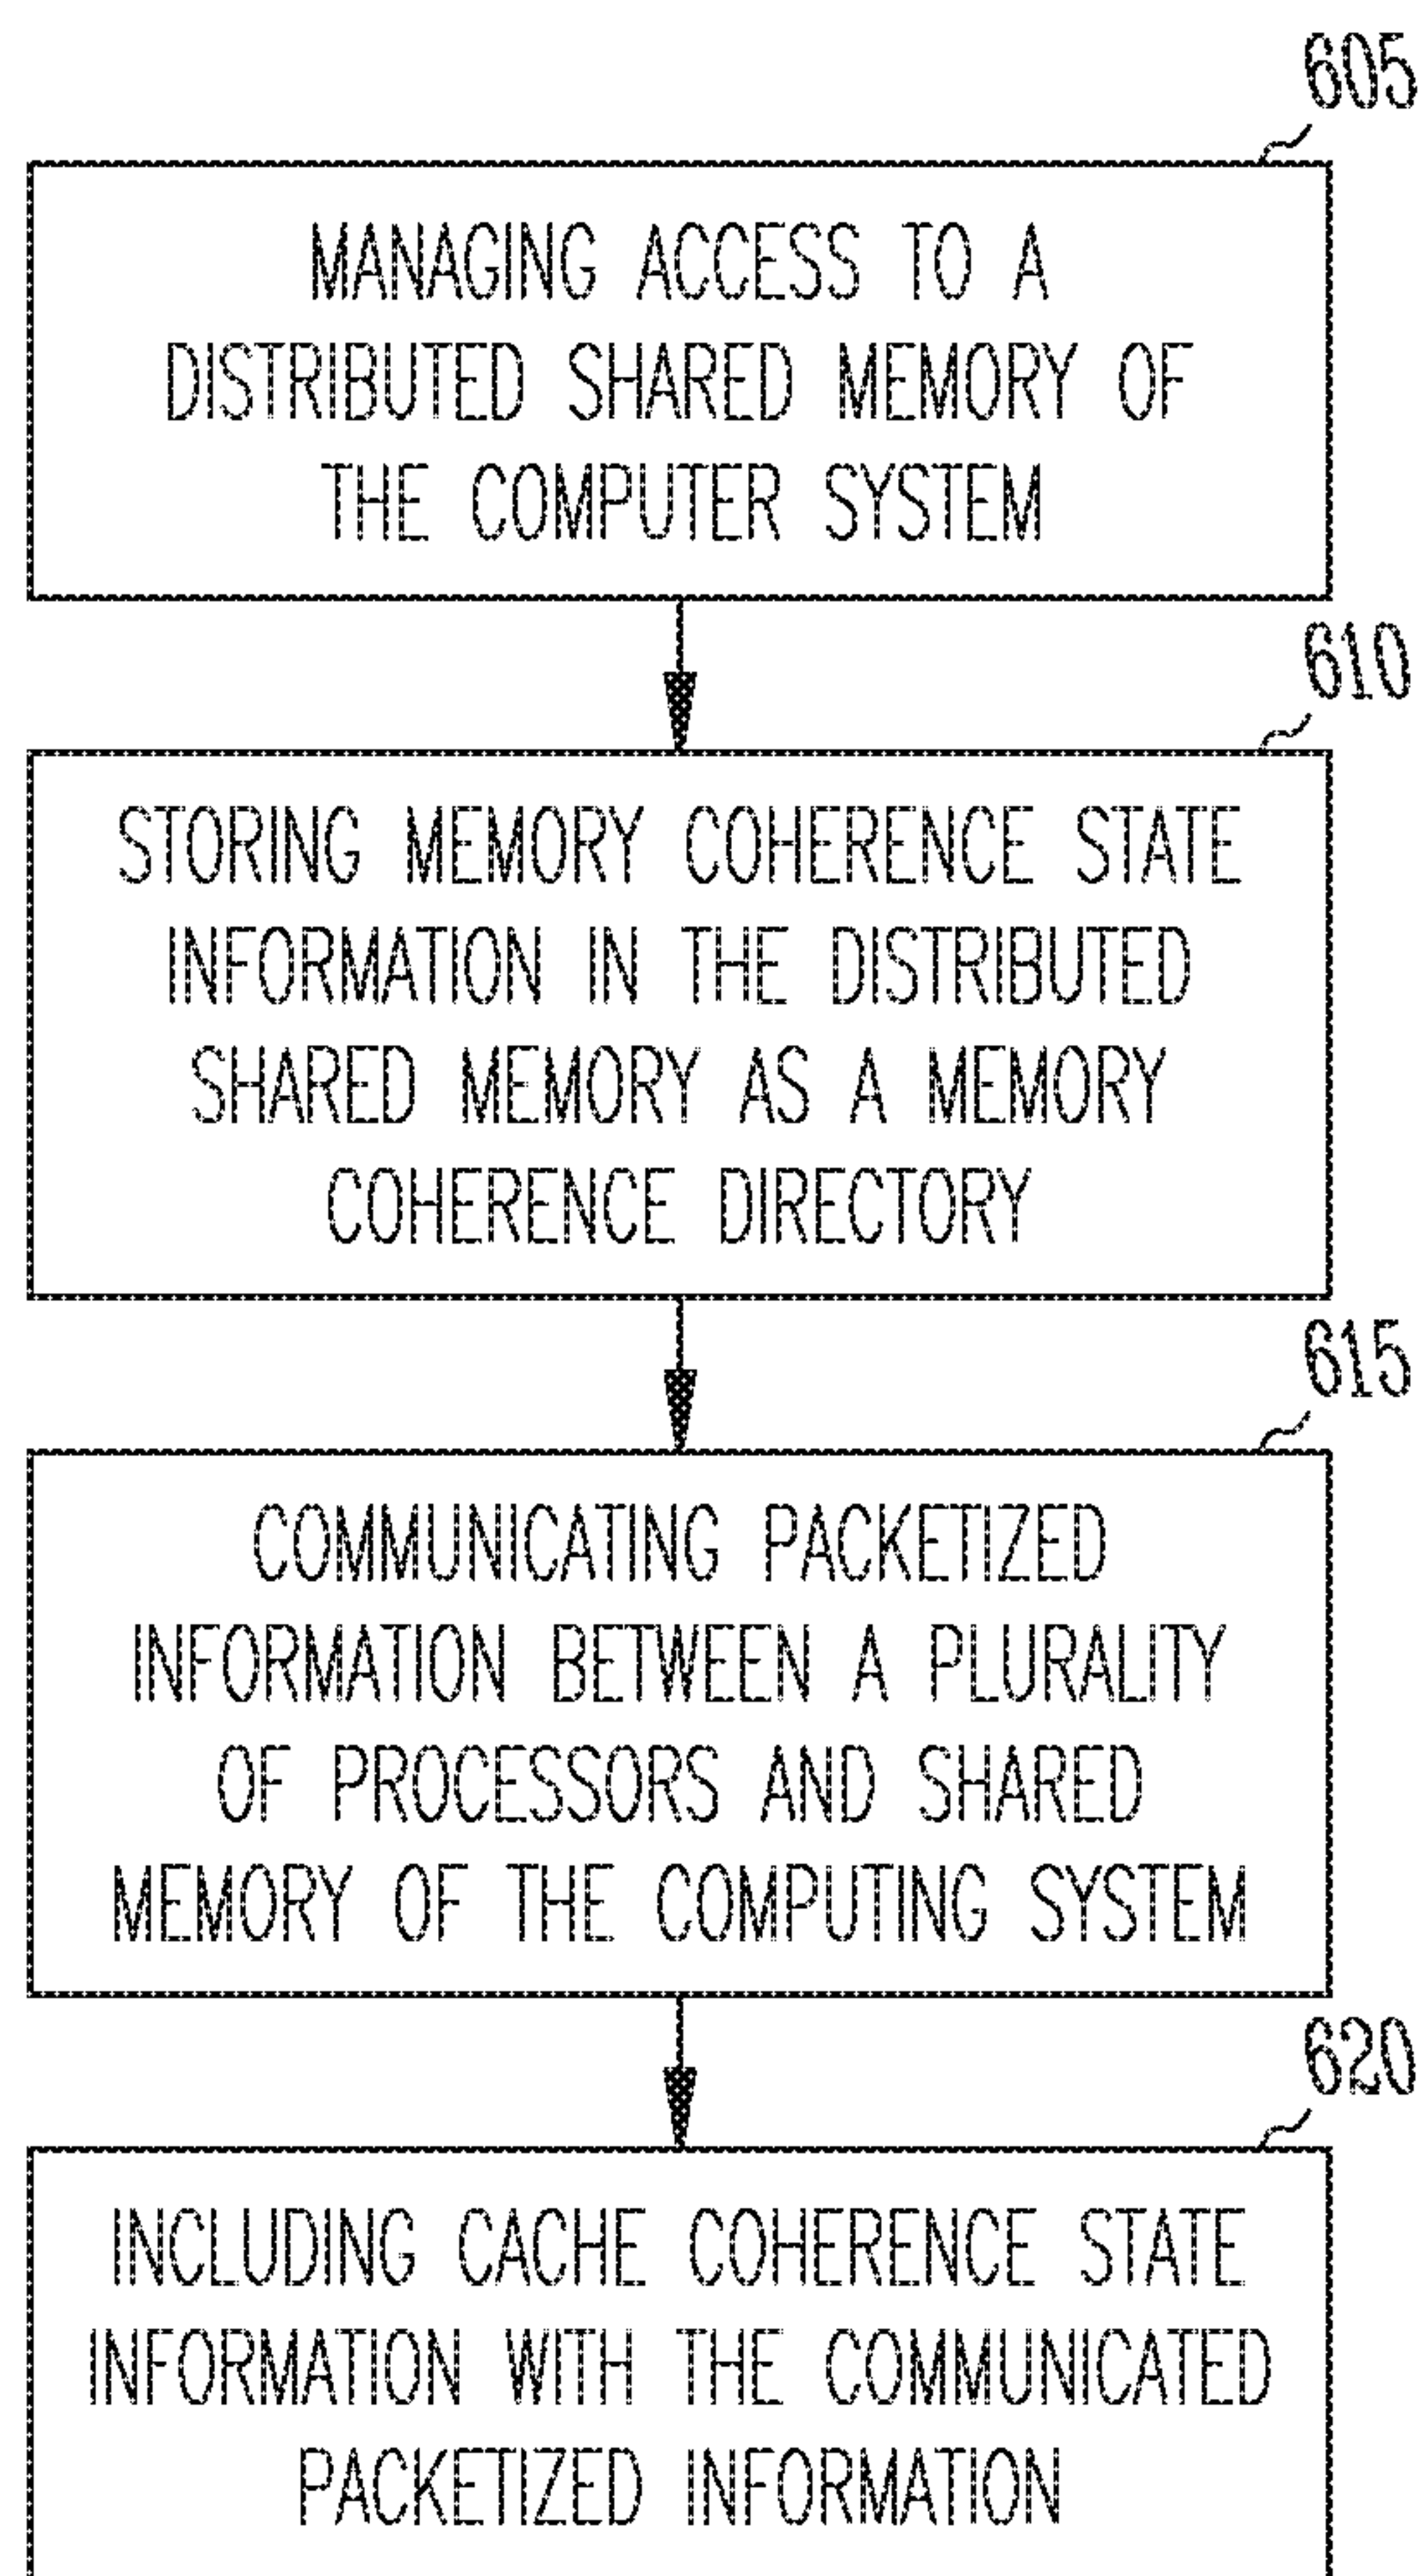 605
MANAGING ACCESS TO A
DISTRIBUTED SHARED MEMORY OF
THE COMPUTER SYSTEM
610
STORING MEMORY COHERENCE STATE
INFORMATION IN THE DISTRIBUTED
SHARED MEMORY AS A MEMORY
COHERENCE DIRECTORY
615
COMMUNICATING PACKETIZED
INFORMATION BETWEEN A PLURALITY
OF PROCESSORS AND SHARED
MEMORY OF THE COMPUTING SYSTEM
620
INCLUDING CACHE COHERENCE STATE
INFORMATION WITH THE COMMUNICATED
PACKETIZED INFORMATION